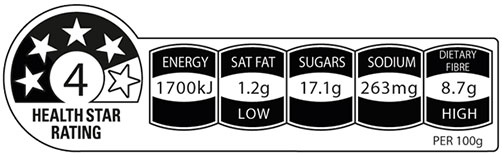 4
HEALTH STAR
RATING
ENERGY
1700kJ
SAT FAT
1.2g
LOW
SUGARS
17.1g
SODIUM
263mg
DIETARY
FIBRE
8.7g
HIGH
PER 100g